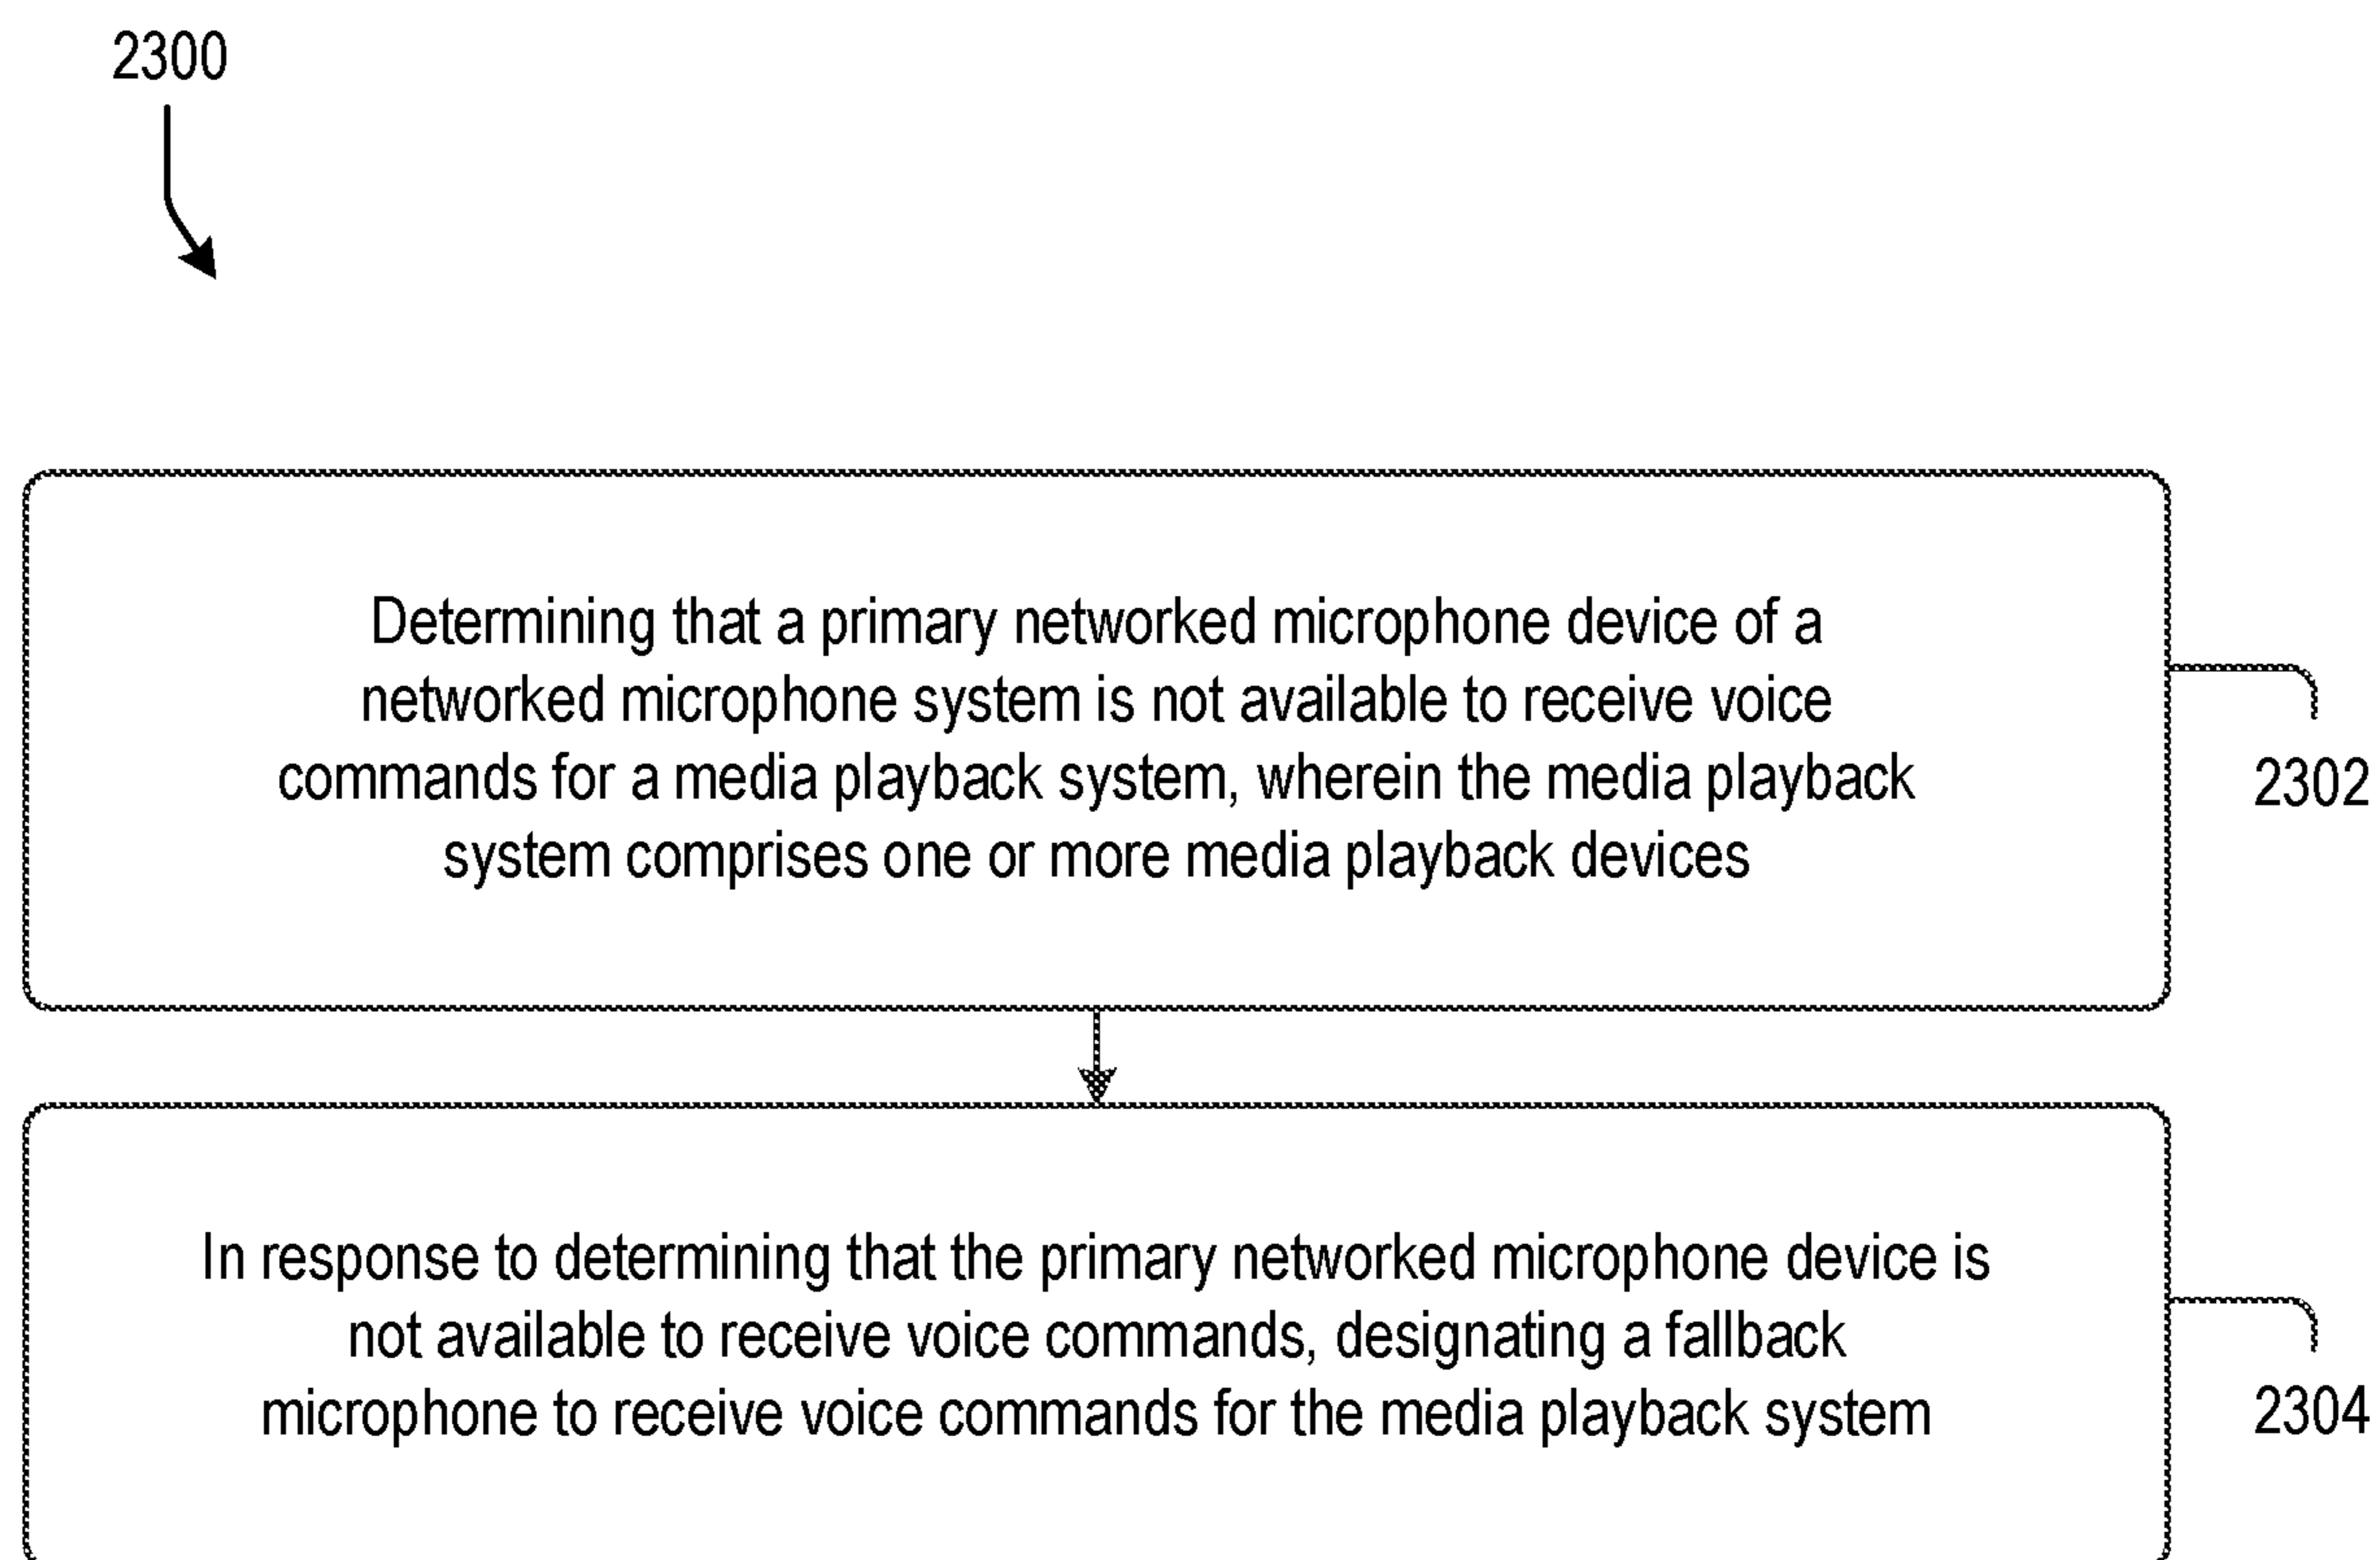 2300
Determining that a primary networked microphone device of a
networked microphone system is not available to receive voice
commands for a media playback system, wherein the media playback
system comprises one or more media playback devices
2302
In response to determining that the primary networked microphone device is
not available to receive voice commands, designating a fallback
microphone to receive voice commands for the media playback system
2304